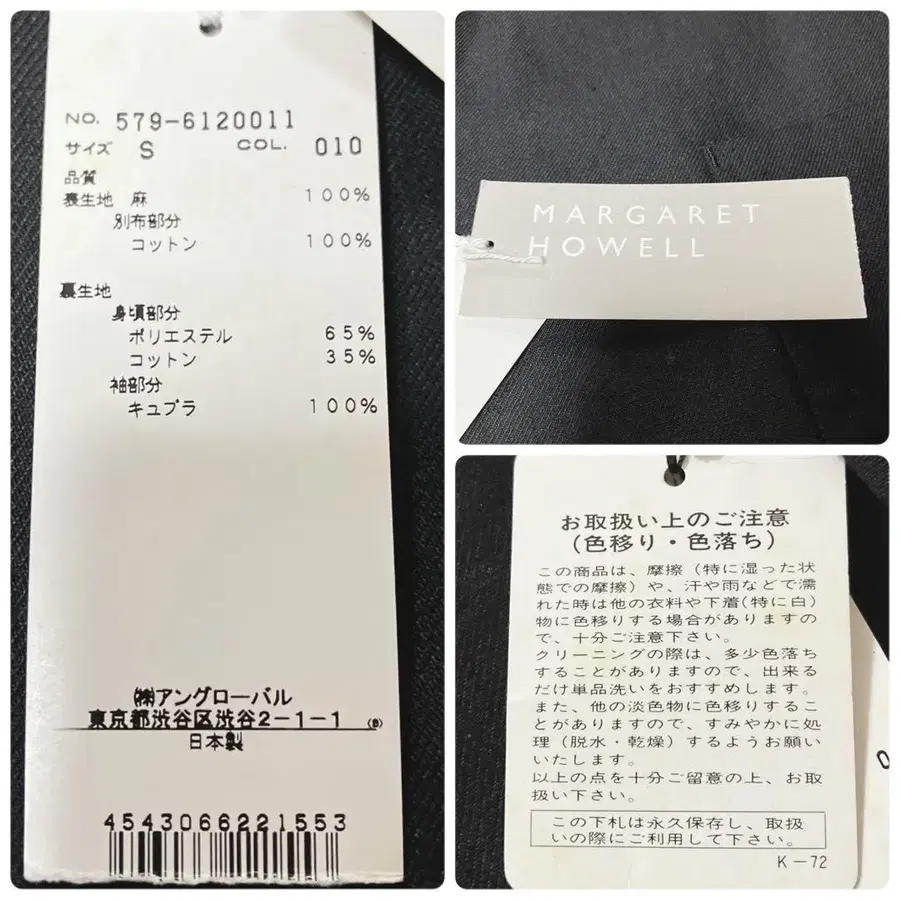 NO. 579-6120011
サイズ S COL. 010
品質
裏生地 麻 100%
別布部分
コットン 100%
裏生地
身頃部分
ポリエステル 65%
コットン 35%
袖部分
キュプラ 100%
㈱アングローバル
東京都渋谷区渋谷2-1-1 (B)
日本製
4543066221553
MARGARET
HOWELL
お取扱い上のご注意
(色移り・色落ち)
この商品は、摩擦(特に湿った状
態での摩擦)や、汗や雨などで濡
れた時は他の衣料や下着(特に白)
物に色移りする場合がありますの
で、十分ご注意下さい。
クリーニングの際は、多少色落ち
することがありますので、出来る
だけ単品洗いをおすすめします。
また、他の淡色物に色移りするこ
とがありますので、すみやかに処
理(脱水・乾燥)するようお願い
いたします。
以上の点を十分ご留意の上、お取
扱い下さい。
この下札は永久保存し、取扱
いの際にご利用して下さい。
K-72
0